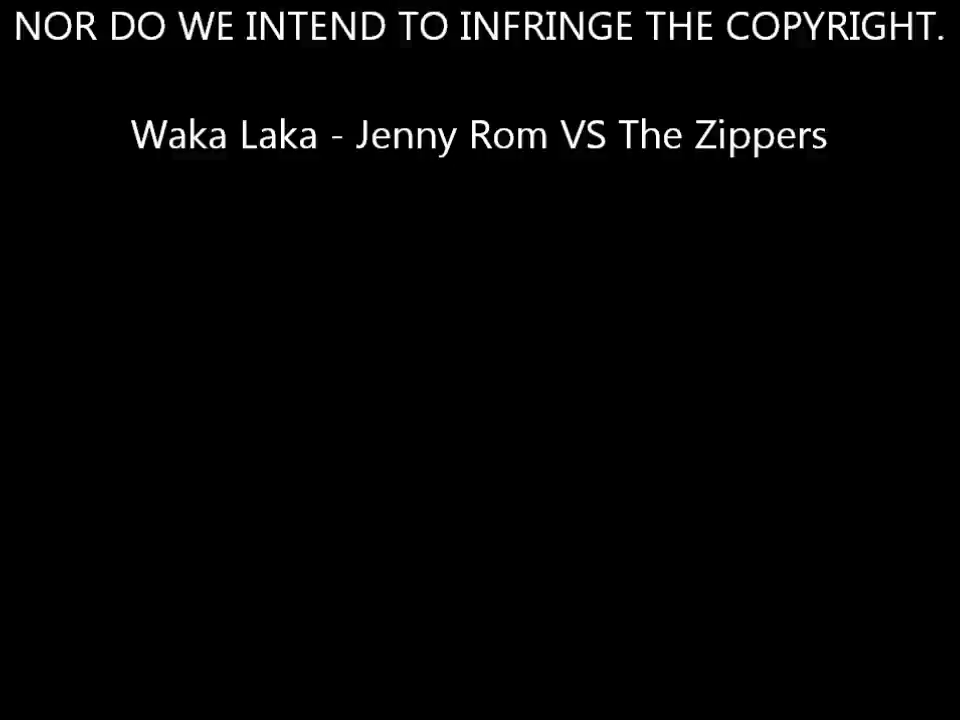 NOR DO WE INTEND TO INFRINGE THE COPYRIGHT.
Waka Laka - Jenny Rom VS The Zippers